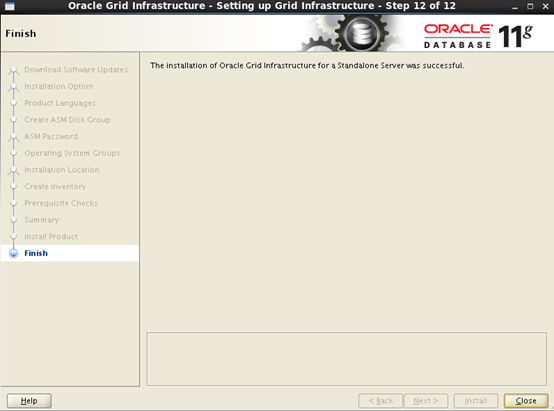 Oracle Grid Infrastructure - Setting up Grid Infrastructure - Step 12 of 12
Finish
ORACLE
DATABASE 11g
Download Software Updates
Installation Option
Product Languages
Create ASM Disk Group
ASM Password
Operating System Groups
Installation Location
Create Inventory
Prerequisite Checks
Summary
Install Product
Finish
The installation of Oracle Grid Infrastructure for a Standalone Server was successful.
Help
< Back
Next >
Install
Close